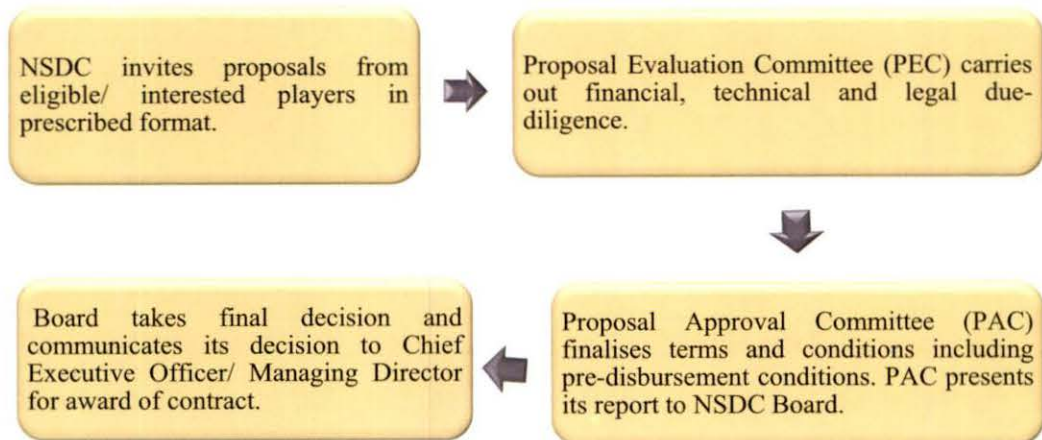 NSDC invites proposals from
eligible/ interested players in
prescribed format.
Proposal Evaluation Committee (PEC) carries
out financial, technical and legal due-
diligence.
Proposal Approval Committee (PAC)
finalises terms and conditions including
pre-disbursement conditions. PAC presents
its report to NSDC Board.
Board takes final decision and
communicates its decision to Chief
Executive Officer/ Managing Director
for award of contract.